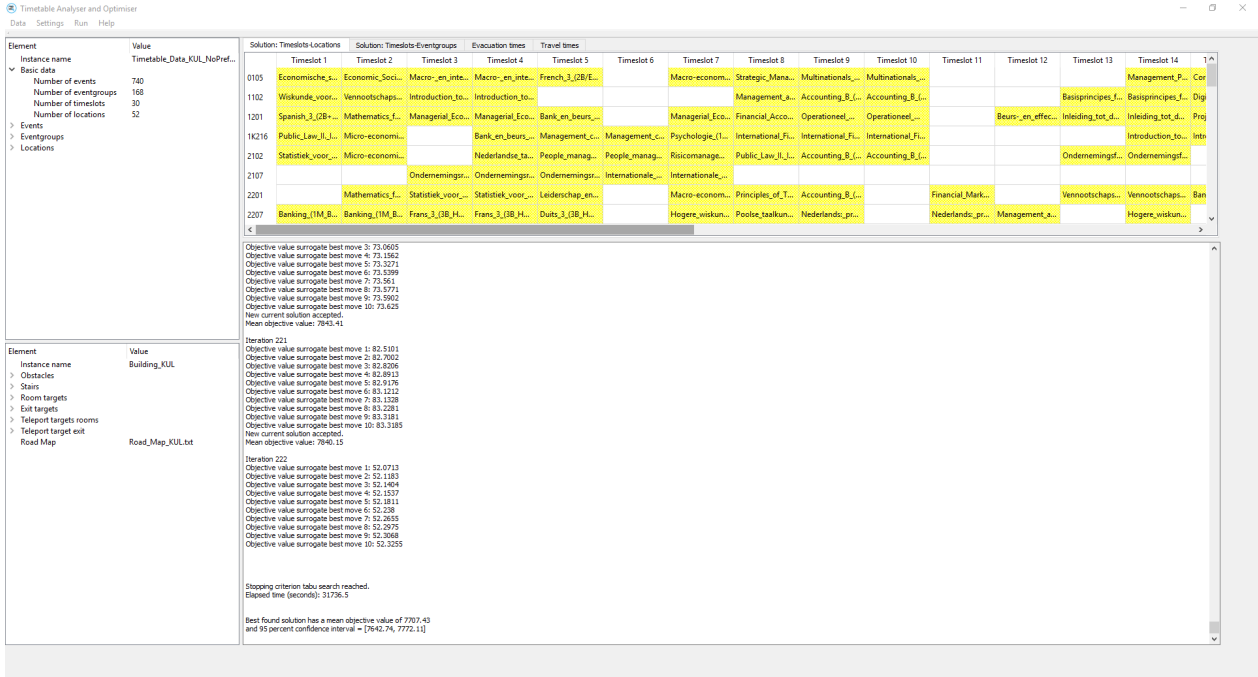 Timetable Analyser and Optimiser
Data Settings Run Help
Element Value
Instance name Timetable_Data_KUL_NoPref...
Basic data
Number of events 740
Number of eventgroups 168
Number of timeslots 30
Number of locations 52
Events
Eventgroups
Locations
Element Value
Instance name Building_KUL
Obstacles
Stairs
Room targets
Exit targets
Teleport targets rooms
Teleport target exit
Road Map Road_Map_KUL.txt
Solution: Timeslots-Locations Solution: Timeslots-Eventgroups Evacuation times Travel times
Timeslot 1 Timeslot 2 Timeslot 3 Timeslot 4 Timeslot 5 Timeslot 6 Timeslot 7 Timeslot 8 Timeslot 9 Timeslot 10 Timeslot 11 Timeslot 12 Timeslot 13 Timeslot 14
0105 Economische_s... Economic_Soci... Macro-_en_inte... Macro-_en_inte... French_3_(2B/E... Macro-econom... Strategic_Mana... Multinationals_... Multinationals_... Management_P... Cor
1102 Wiskunde_voor... Vennootschaps... Introduction_to... Introduction_to... Management_a... Accounting_B_(... Accounting_B_(... Basisprincipes_f... Basisprincipes_f... Digi
1201 Spanish_3_(2B+... Mathematics_f... Managerial_Eco... Managerial_Eco... Bank_en_beurs_... Managerial_Eco... Financial_Acco... Operationeel_... Operationeel_... Beurs-_en_effec... Inleiding_tot_d... Inleiding_tot_d... Proj
1K216 Public_Law_II._I... Micro-economi... Bank_en_beurs_... Management_c... Management_c... Psychologie_(1... International_Fi... International_Fi... International_Fi... Introduction_to... Intr
2102 Statistiek_voor_... Micro-economi... Nederlandse_ta... People_manag... People_manag... Risicomanage... Public_Law_II._I... Accounting_B_(... Accounting_B_(... Ondernemingsf... Ondernemingsf...
2107 Ondernemingsr... Ondernemingsr... Ondernemingsr... Internationale_... Internationale_...
2201 Mathematics_f... Statistiek_voor_... Statistiek_voor_... Leiderschap_en... Macro-econom... Principles_of_T... Accounting_B_(... Financial_Mark... Vennootschaps... Vennootschaps... Ban
2207 Banking_(1M_B... Banking_(1M_B... Frans_3_(3B_H... Frans_3_(3B_H... Duits_3_(3B_H... Hogere_wiskun... Poolse_taalkun... Nederlands:_pr... Nederlands:_pr... Management_a... Hogere_wiskun...
Objective value surrogate best move 3: 73.0605
Objective value surrogate best move 4: 73.1562
Objective value surrogate best move 5: 73.3271
Objective value surrogate best move 6: 73.5399
Objective value surrogate best move 7: 73.561
Objective value surrogate best move 8: 73.5771
Objective value surrogate best move 9: 73.5902
Objective value surrogate best move 10: 73.625
New current solution accepted.
Mean objective value: 7843.41
Iteration 221
Objective value surrogate best move 1: 82.5101
Objective value surrogate best move 2: 82.7002
Objective value surrogate best move 3: 82.8206
Objective value surrogate best move 4: 82.8913
Objective value surrogate best move 5: 82.9176
Objective value surrogate best move 6: 83.1212
Objective value surrogate best move 7: 83.1328
Objective value surrogate best move 8: 83.2281
Objective value surrogate best move 9: 83.3181
Objective value surrogate best move 10: 83.3185
New current solution accepted.
Mean objective value: 7840.15
Iteration 222
Objective value surrogate best move 1: 52.0713
Objective value surrogate best move 2: 52.1183
Objective value surrogate best move 3: 52.1404
Objective value surrogate best move 4: 52.1537
Objective value surrogate best move 5: 52.1811
Objective value surrogate best move 6: 52.238
Objective value surrogate best move 7: 52.2655
Objective value surrogate best move 8: 52.2975
Objective value surrogate best move 9: 52.3068
Objective value surrogate best move 10: 52.3255
Stopping criterion tabu search reached.
Elapsed time (seconds): 31736.5
Best found solution has a mean objective value of 7707.43
and 95 percent confidence interval = [7642.74, 7772.11]